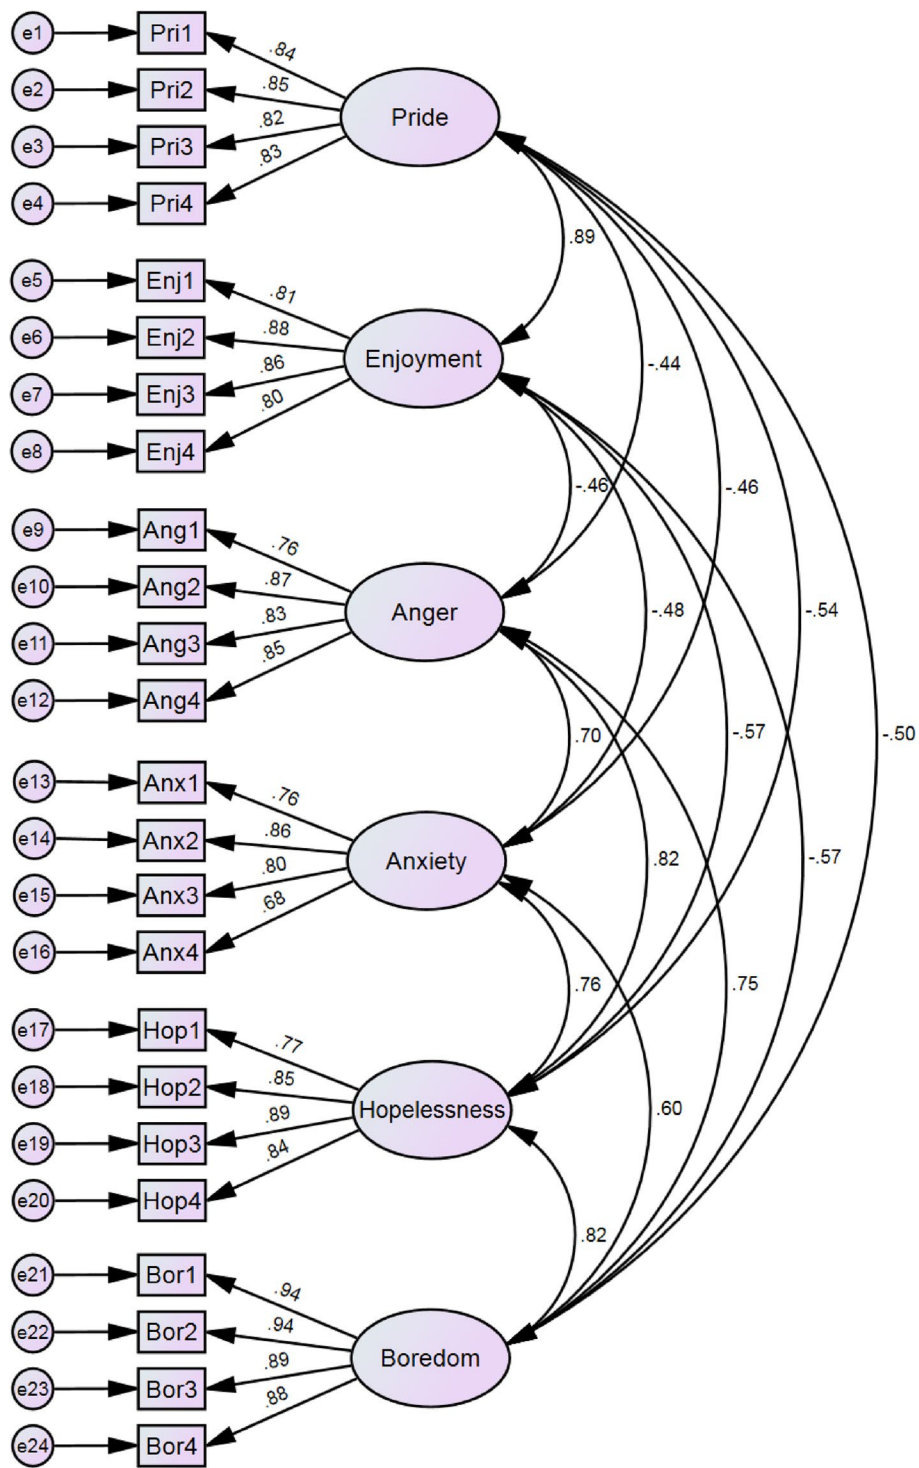 e1 Pri1 .84
e2 Pri2 .85
e3 Pri3 .82
e4 Pri4 .83
Pride
.89
e5 Enj1 .81
e6 Enj2 .88
e7 Enj3 .86
e8 Enj4 .80
Enjoyment
-.44
-.46
-.46
e9 Ang1 .76
e10 Ang2 .87
e11 Ang3 .83
e12 Ang4 .85
Anger
-.48
-.54
.70
-.57
-.50
e13 Anx1 .76
e14 Anx2 .86
e15 Anx3 .80
e16 Anx4 .68
Anxiety
.82
-.57
.76
.75
e17 Hop1 .77
e18 Hop2 .85
e19 Hop3 .89
e20 Hop4 .84
Hopelessness
.60
.82
e21 Bor1 .94
e22 Bor2 .94
e23 Bor3 .89
e24 Bor4 .88
Boredom